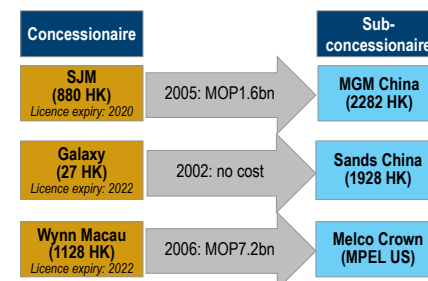 Concessionaire
Sub-
concessionaire
SJM
(880 HK)
Licence expiry: 2020
2005: MOP1.6bn
MGM China
(2282 HK)
Galaxy
(27 HK)
Licence expiry: 2022
2002: no cost
Sands China
(1928 HK)
Wynn Macau
(1128 HK)
Licence expiry: 2022
2006: MOP7.2bn
Melco Crown
(MPEL US)